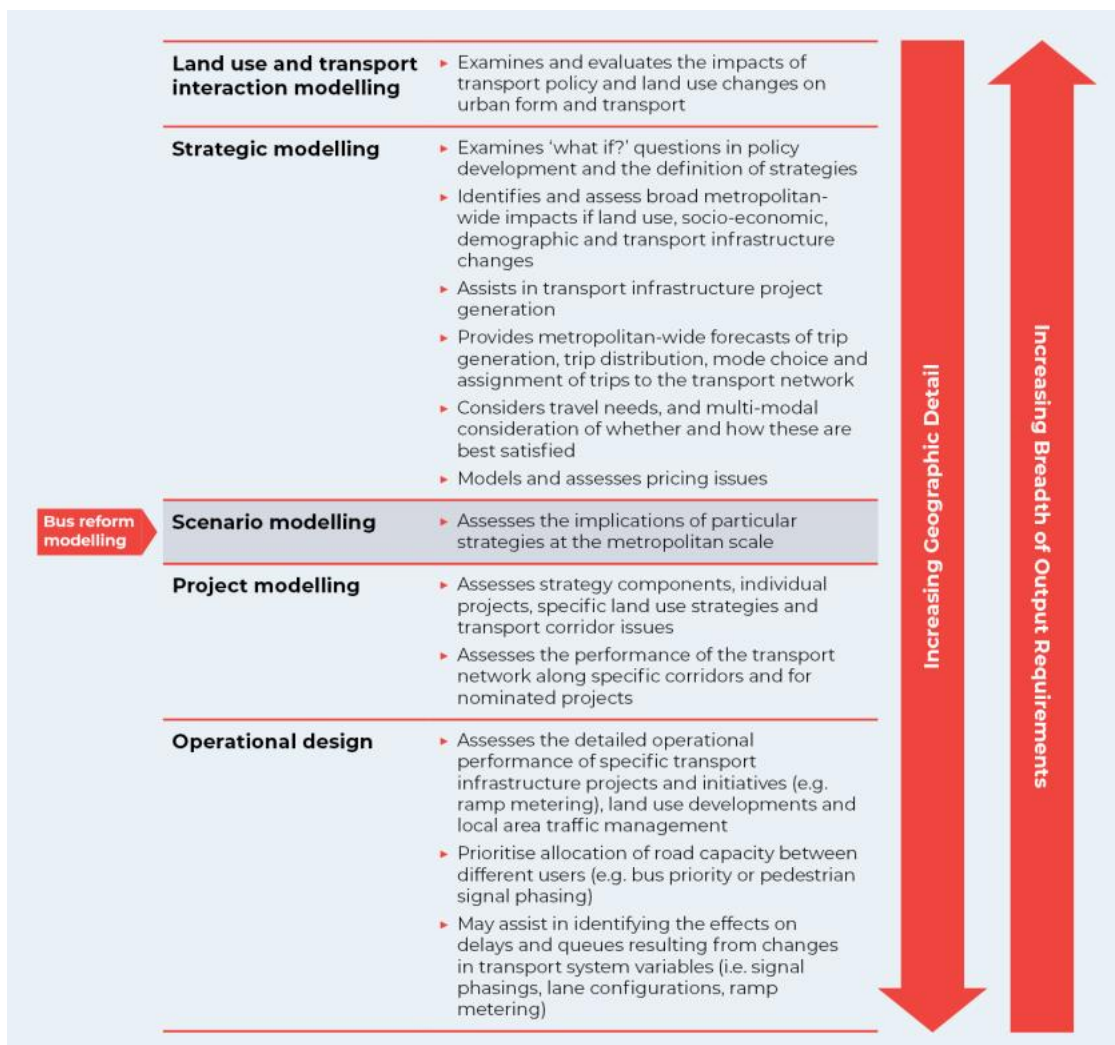 Land use and transport
interaction modelling
► Examines and evaluates the impacts of
transport policy and land use changes on
urban form and transport
Strategic modelling
► Examines ‘what if?’ questions in policy
development and the definition of strategies
► Identifies and assess broad metropolitan-
wide impacts if land use, socio-economic,
demographic and transport infrastructure
changes
► Assists in transport infrastructure project
generation
► Provides metropolitan-wide forecasts of trip
generation, trip distribution, mode choice and
assignment of trips to the transport network
► Considers travel needs, and multi-modal
consideration of whether and how these are
best satisfied
► Models and assesses pricing issues
Bus reform
modelling
Scenario modelling
► Assesses the implications of particular
strategies at the metropolitan scale
Project modelling
► Assesses strategy components, individual
projects, specific land use strategies and
transport corridor issues
► Assesses the performance of the transport
network along specific corridors and for
nominated projects
Operational design
► Assesses the detailed operational
performance of specific transport
infrastructure projects and initiatives (e.g.
ramp metering), land use developments and
local area traffic management
► Prioritise allocation of road capacity between
different users (e.g. bus priority or pedestrian
signal phasing)
► May assist in identifying the effects on
delays and queues resulting from changes
in transport system variables (i.e. signal
phasings, lane configurations, ramp
metering)
Increasing Geographic Detail
Increasing Breadth of Output Requirements